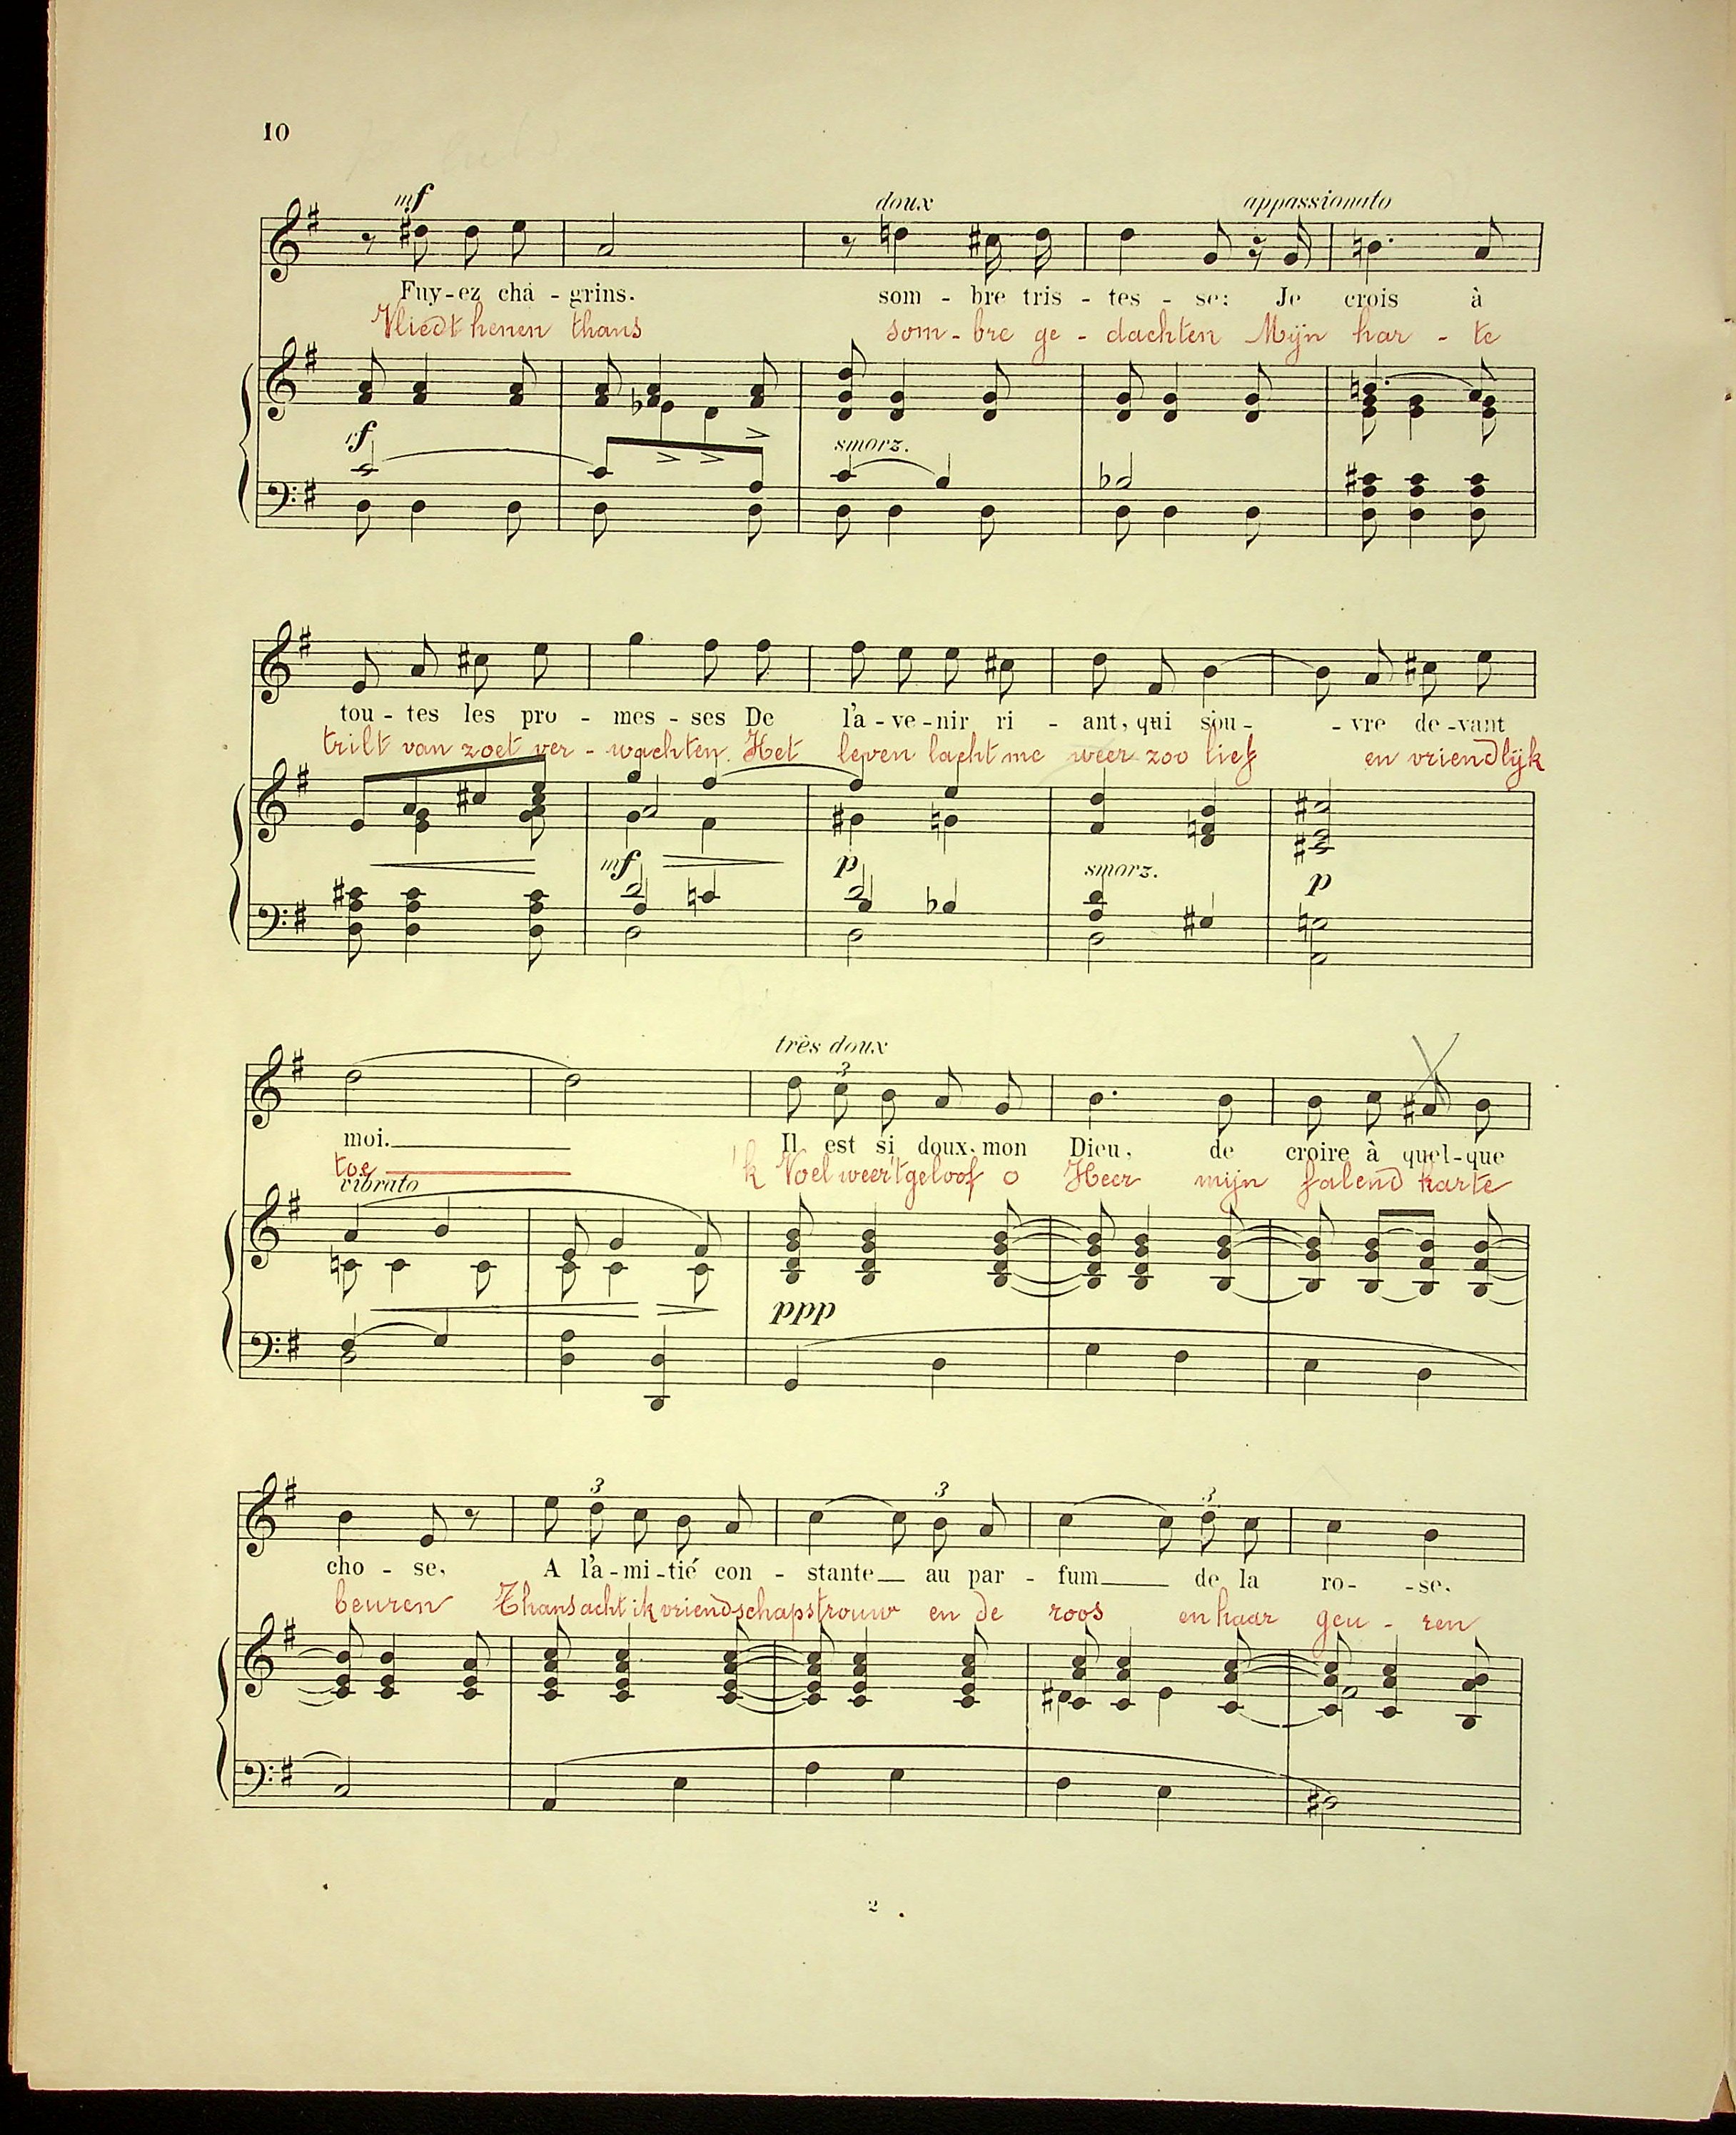 10
mf doux appassionato
Fuy-ez cha-grins. som-bre tris-tes-se: Je crois à
Vliedt henen thans som-bre ge-dachten Mijn har-te
rf smorz.
tou-tes les pro-mes-ses De l'a-ve-nir ri-ant, qui sou-vre de-vant
trilt van zoet ver-wachten. Het leven lacht me weer zoo lief en vriendlijk
mf p smorz. p
très doux
3
moi. Il est si doux, mon Dieu, de croire à quel-que
toe 'k Voel weer 't geloof o Heer mijn falend harte
vibrato
ppp
3 3 3
cho-se, A l'a-mi-tié con-stante au par-fum de la ro-se.
beuren Thans acht ik vriendschapstrouw en de roos en haar geu-ren
2